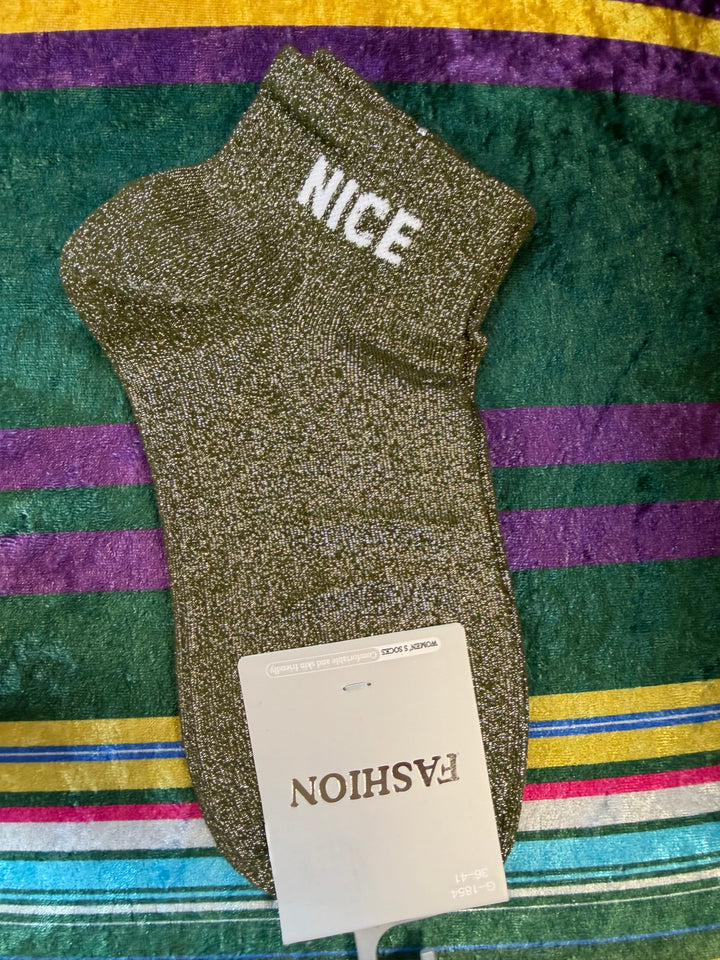 NICE
WOMEN'S SOCKS
Comfortable and skin friendly
FASHION
G-1854
36-41